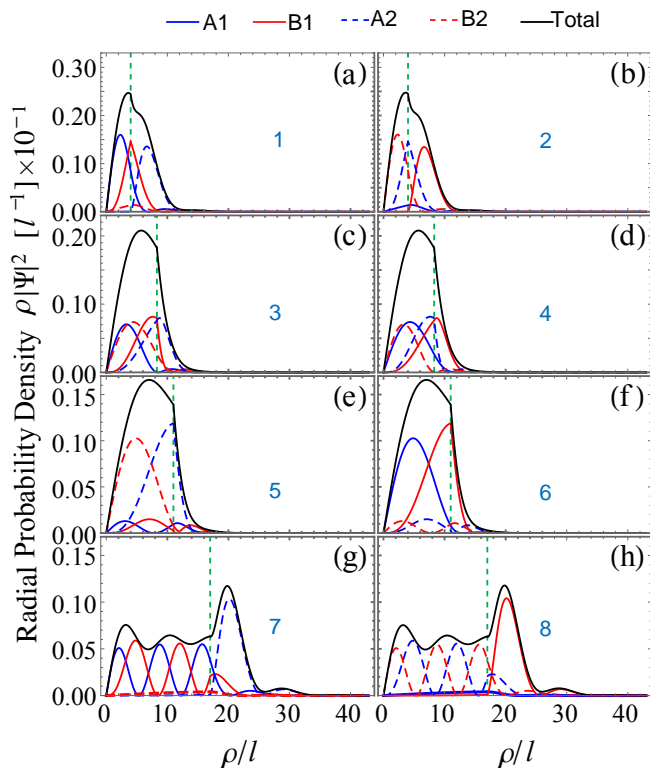 A1 B1 A2 B2 Total
Radial Probability Density ρ|Ψ|² [l⁻¹]×10⁻¹
0.30
0.20
0.10
0.00
(a)
1
(b)
2
0.20
0.10
0.00
(c)
3
(d)
4
0.15
0.10
0.05
0.00
(e)
5
(f)
6
0.15
0.10
0.05
0.00
(g)
7
(h)
8
0 10 20 30 40
0 10 20 30 40
ρ/l
ρ/l